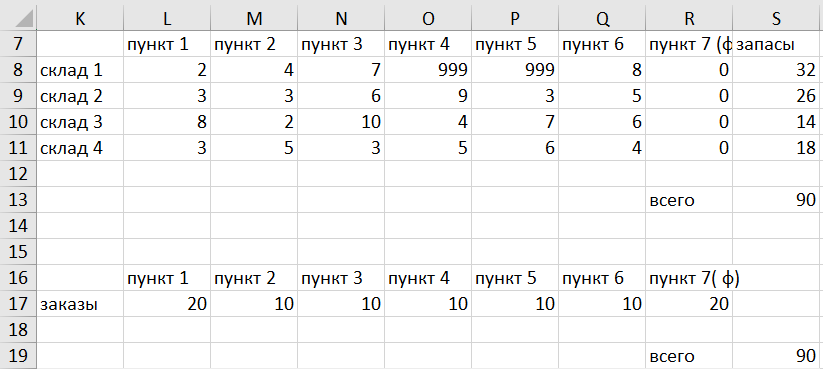 K L M N O P Q R S
7 пункт 1 пункт 2 пункт 3 пункт 4 пункт 5 пункт 6 пункт 7 (ф запасы
8 склад 1 2 4 7 999 999 8 0 32
9 склад 2 3 3 6 9 3 5 0 26
10 склад 3 8 2 10 4 7 6 0 14
11 склад 4 3 5 3 5 6 4 0 18
12
13 всего 90
14
15
16 пункт 1 пункт 2 пункт 3 пункт 4 пункт 5 пункт 6 пункт 7( ф)
17 заказы 20 10 10 10 10 10 20
18
19 всего 90